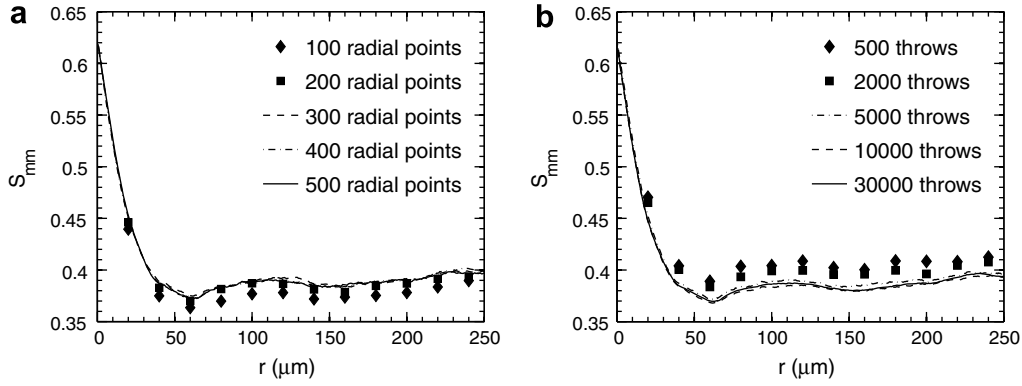 a
0.65
0.6
0.55
0.5
0.45
0.4
0.35
S_mm
0
50
100
150
200
250
r (μm)
100 radial points
200 radial points
300 radial points
400 radial points
500 radial points
b
0.65
0.6
0.55
0.5
0.45
0.4
0.35
S_mm
0
50
100
150
200
250
r (μm)
500 throws
2000 throws
5000 throws
10000 throws
30000 throws